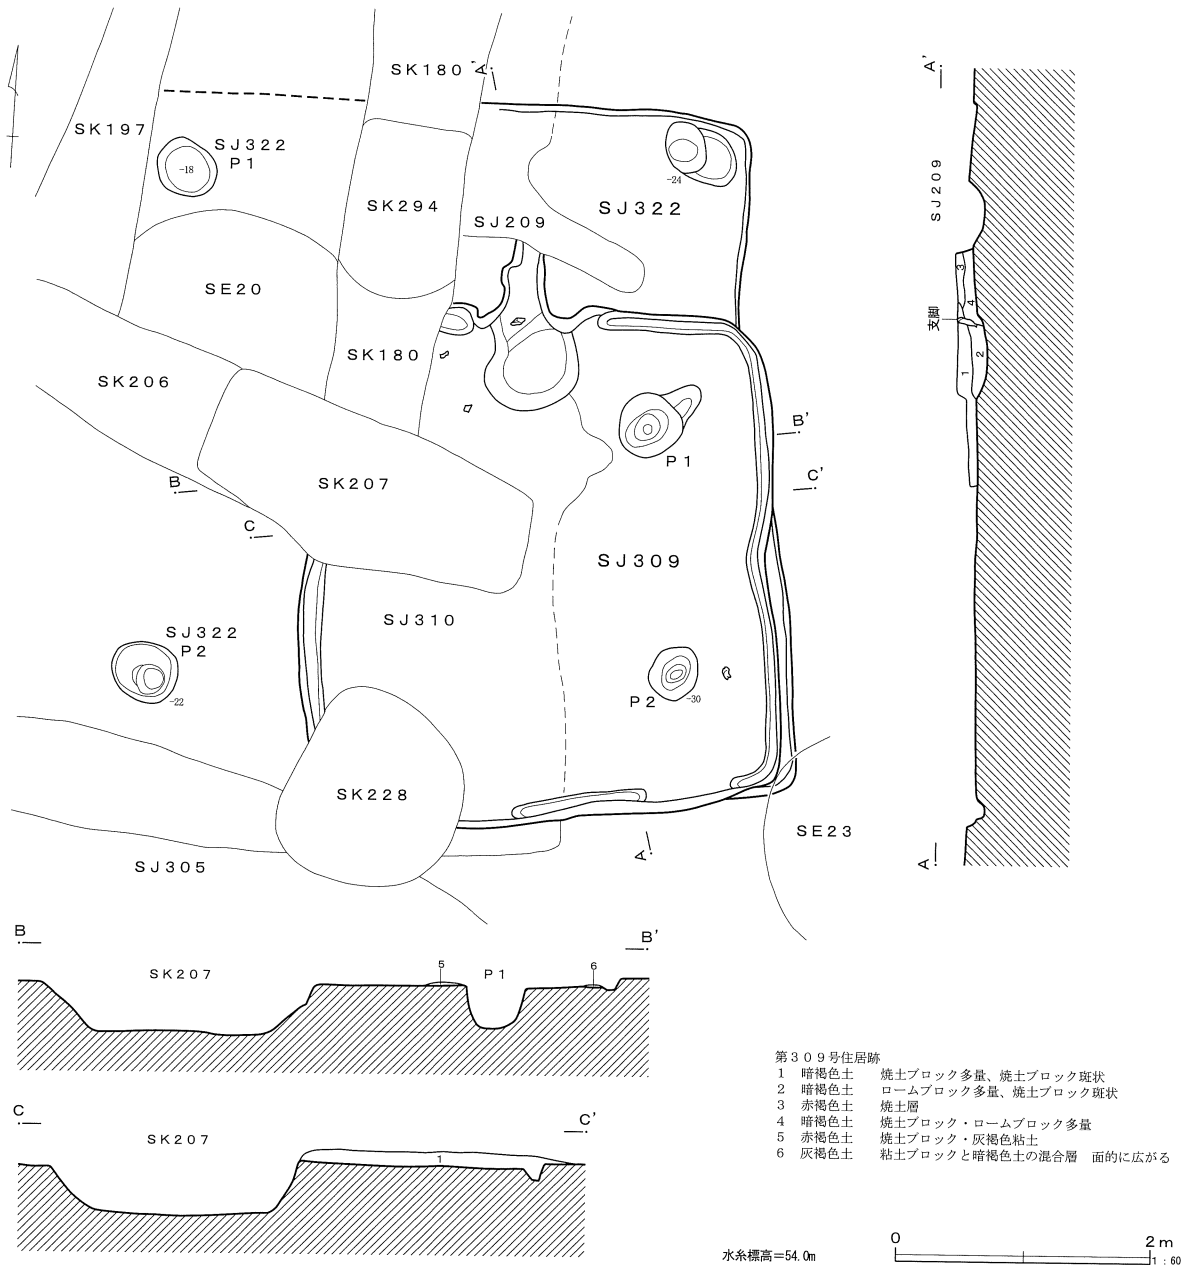 SK180
A'
A'
SK197
SJ322
P1
-18
-24
SK294
SJ322
SJ209
SJ209
SE20
支脚
3
4
1
2
SK180
SK206
B'
P1
C'
SK207
B
C
SJ309
SJ310
SJ322
P2
-22
P2
-30
SK228
SE23
A
A
SJ305
B
B'
SK207
5
P1
6
C
C'
SK207
1
第309号住居跡
1 暗褐色土 焼土ブロック多量、焼土ブロック斑状
2 暗褐色土 ロームブロック多量、焼土ブロック斑状
3 赤褐色土 焼土層
4 暗褐色土 焼土ブロック・ロームブロック多量
5 赤褐色土 焼土ブロック・灰褐色粘土
6 灰褐色土 粘土ブロックと暗褐色土の混合層 面的に広がる
水糸標高=54.0m
0 2m
1:60